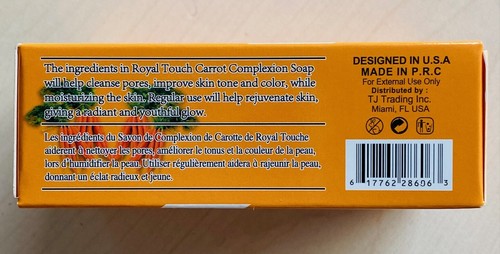 The ingredients in Royal Touch Carrot Complexion Soap
will help cleanse pores, improve skin tone and color, while
moisturizing the skin. Regular use will help rejuvenate skin,
giving a radiant and youthful glow.
Les ingrédients du Savon de Complexion de Carotte de Royal Touche
aideront à nettoyer les pores, améliorer le tonus et la couleur de la peau,
lors d'humidifier la peau. Utiliser régulièrement aidera à rajeunir la peau,
donnant un éclat radieux et jeune.
DESIGNED IN U.S.A
MADE IN P.R.C
For External Use Only
Distributed by :
TJ Trading Inc.
Miami, FL USA
6 17762 28696 3